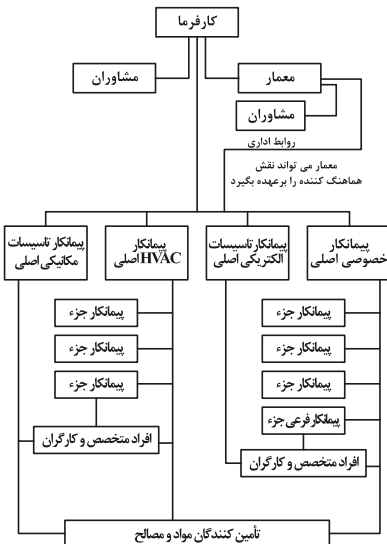 کارفرما
معمار
مشاوران
مشاوران
روابط اداری
معمار می تواند نقش
هماهنگ کننده را برعهده بگیرد
پیمانکار
خصوصی اصلی
پیمانکار تاسیسات
الکتریکی اصلی
پیمانکار
HVAC اصلی
پیمانکار تاسیسات
مکانیکی اصلی
پیمانکار جزء
پیمانکار جزء
پیمانکار جزء
پیمانکار فرعی جزء
افراد متخصص و کارگران
پیمانکار جزء
پیمانکار جزء
پیمانکار جزء
افراد متخصص و کارگران
تأمین کنندگان مواد و مصالح